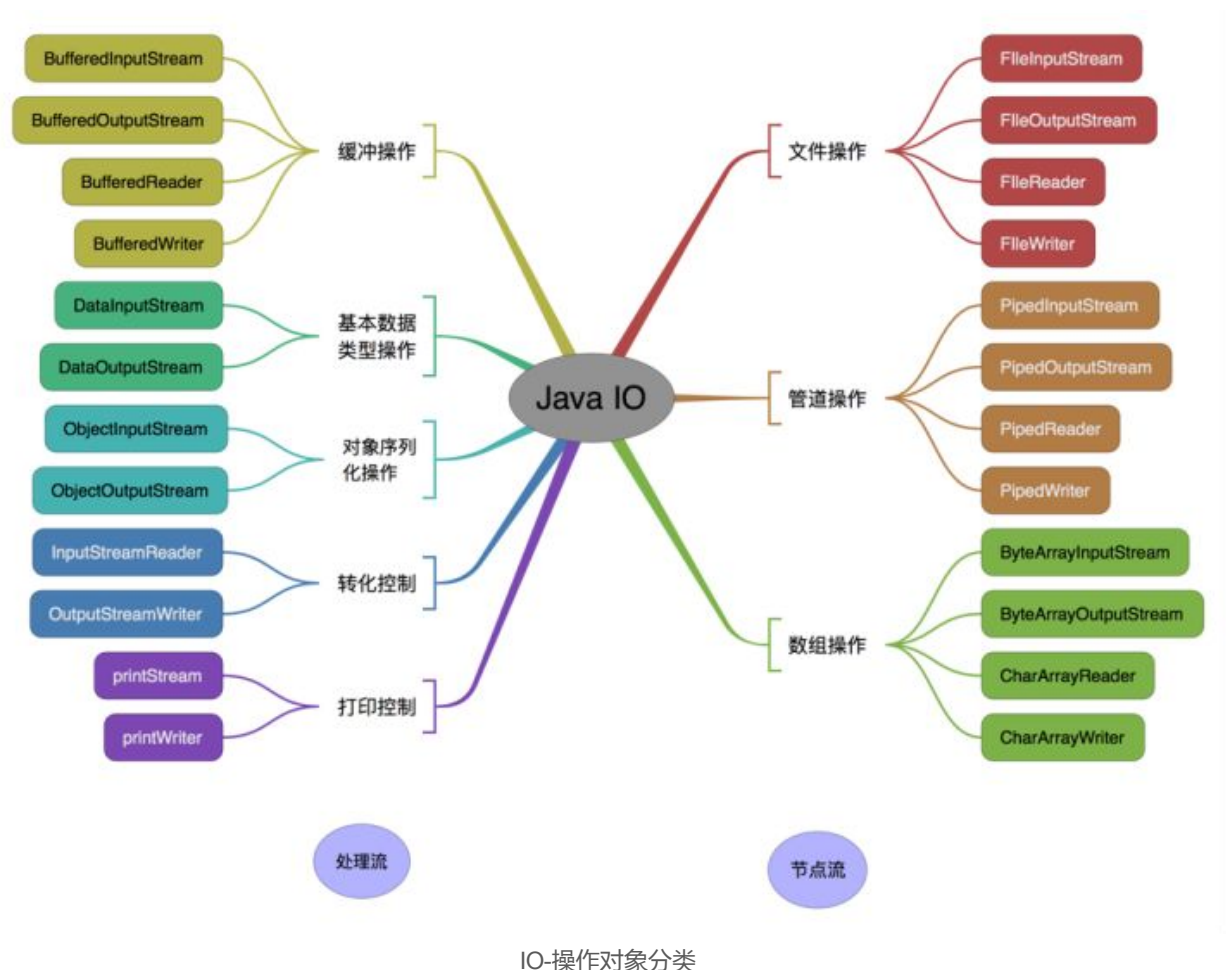 BufferedInputStream
BufferedOutputStream
BufferedReader
BufferedWriter
缓冲操作
DataInputStream
DataOutputStream
基本数据
类型操作
ObjectInputStream
ObjectOutputStream
对象序列
化操作
InputStreamReader
OutputStreamWriter
转化控制
printStream
printWriter
打印控制
Java IO
文件操作
FIleInputStream
FIleOutputStream
FIleReader
FIleWriter
管道操作
PipedInputStream
PipedOutputStream
PipedReader
PipedWriter
数组操作
ByteArrayInputStream
ByteArrayOutputStream
CharArrayReader
CharArrayWriter
处理流
节点流
IO-操作对象分类